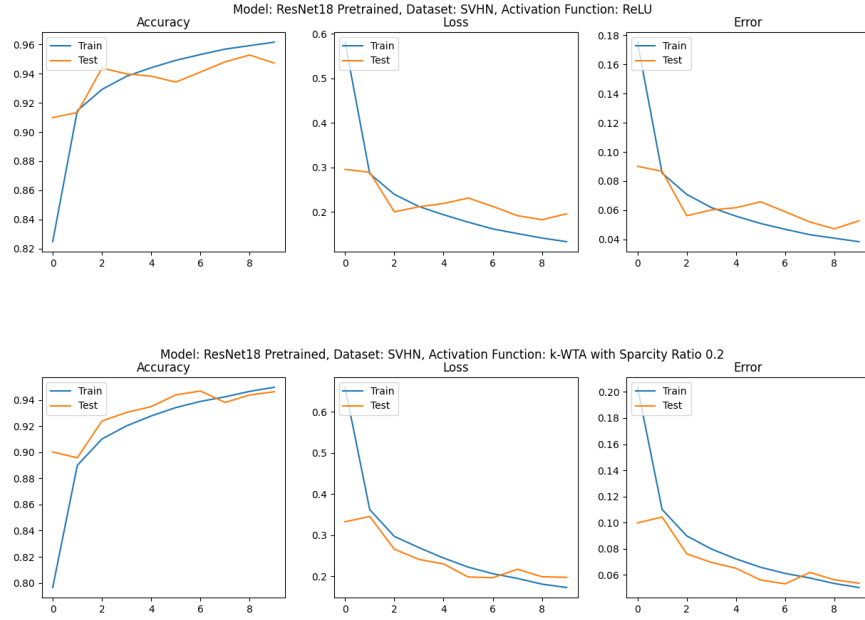 Model: ResNet18 Pretrained, Dataset: SVHN, Activation Function: ReLU
Accuracy
Train
Test
0.96
0.94
0.92
0.90
0.88
0.86
0.84
0.82
0 2 4 6 8
Loss
Train
Test
0.6
0.5
0.4
0.3
0.2
0 2 4 6 8
Error
Train
Test
0.18
0.16
0.14
0.12
0.10
0.08
0.06
0.04
0 2 4 6 8
Model: ResNet18 Pretrained, Dataset: SVHN, Activation Function: k-WTA with Sparcity Ratio 0.2
Accuracy
Train
Test
0.94
0.92
0.90
0.88
0.86
0.84
0.82
0.80
0 2 4 6 8
Loss
Train
Test
0.6
0.5
0.4
0.3
0.2
0 2 4 6 8
Error
Train
Test
0.20
0.18
0.16
0.14
0.12
0.10
0.08
0.06
0 2 4 6 8